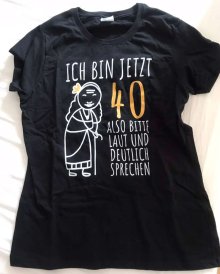 ICH BIN JETZT
40
ALSO BITTE
LAUT UND
DEUTLICH
SPRECHEN